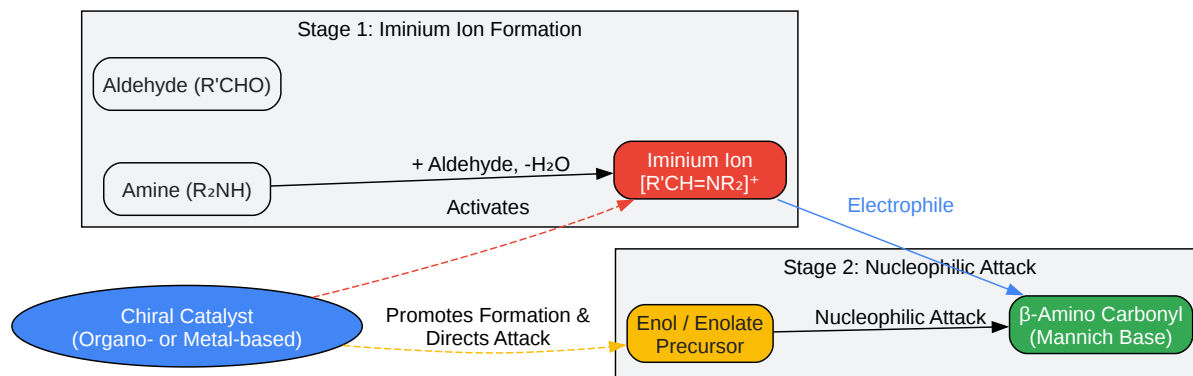 Stage 1: Iminium Ion Formation
Aldehyde (R'CHO)
Amine (R₂NH)
+ Aldehyde, -H₂O
Iminium Ion
[R'CH=NR₂]⁺
Activates
Electrophile
Stage 2: Nucleophilic Attack
Chiral Catalyst
(Organo- or Metal-based)
Promotes Formation &
Directs Attack
Enol / Enolate
Precursor
Nucleophilic Attack
β-Amino Carbonyl
(Mannich Base)